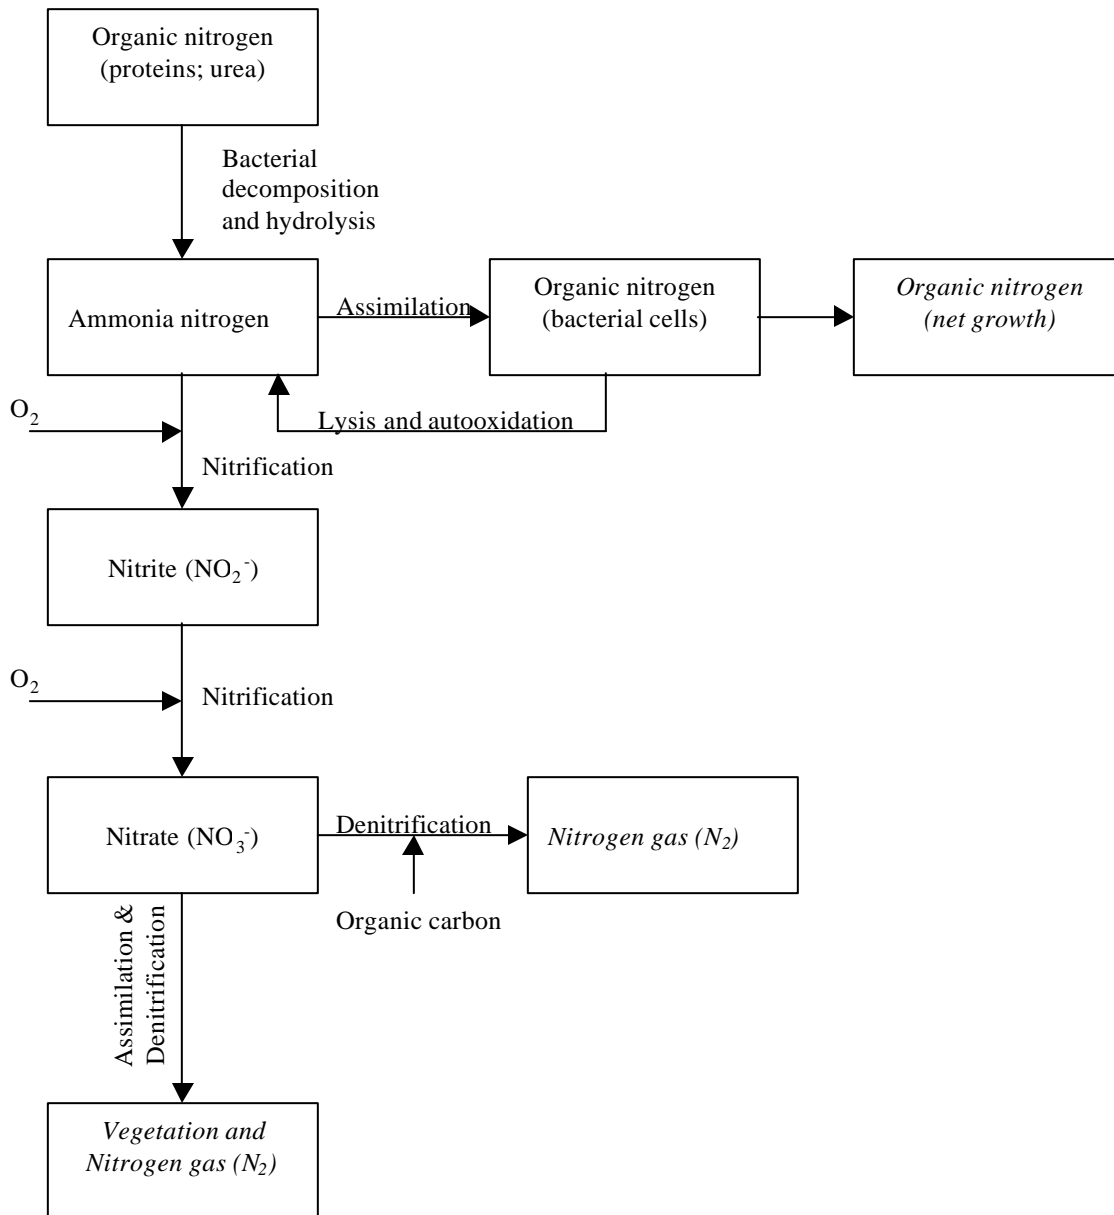 Organic nitrogen
(proteins; urea)
Bacterial
decomposition
and hydrolysis
Ammonia nitrogen
Assimilation
Organic nitrogen
(bacterial cells)
Organic nitrogen
(net growth)
O2
Lysis and autooxidation
Nitrification
Nitrite (NO2-)
O2
Nitrification
Nitrate (NO3-)
Denitrification
Nitrogen gas (N2)
Organic carbon
Assimilation &
Denitrification
Vegetation and
Nitrogen gas (N2)